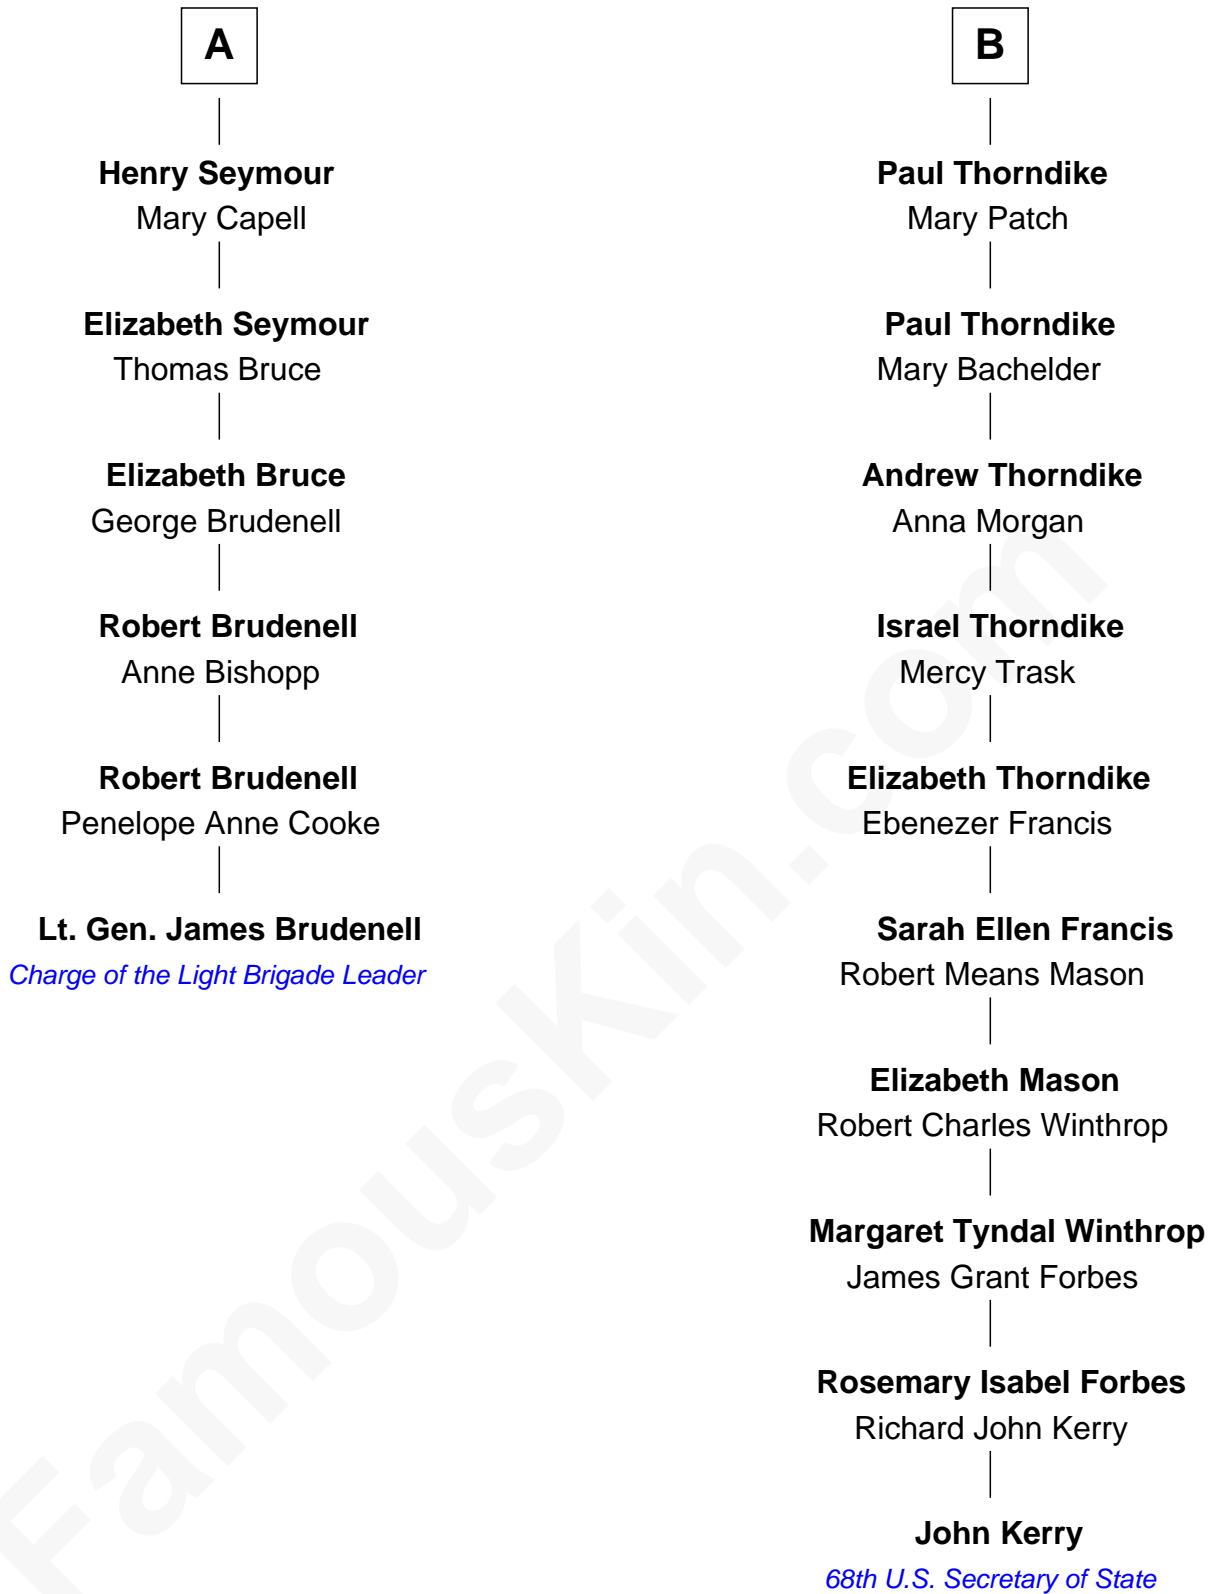 A
Henry Seymour
Mary Capell
Elizabeth Seymour
Thomas Bruce
Elizabeth Bruce
George Brudenell
Robert Brudenell
Anne Bishopp
Robert Brudenell
Penelope Anne Cooke
Lt. Gen. James Brudenell
Charge of the Light Brigade Leader
B
Paul Thorndike
Mary Patch
Paul Thorndike
Mary Bachelder
Andrew Thorndike
Anna Morgan
Israel Thorndike
Mercy Trask
Elizabeth Thorndike
Ebenezer Francis
Sarah Ellen Francis
Robert Means Mason
Elizabeth Mason
Robert Charles Winthrop
Margaret Tyndal Winthrop
James Grant Forbes
Rosemary Isabel Forbes
Richard John Kerry
John Kerry
68th U.S. Secretary of State
FamousKin.com